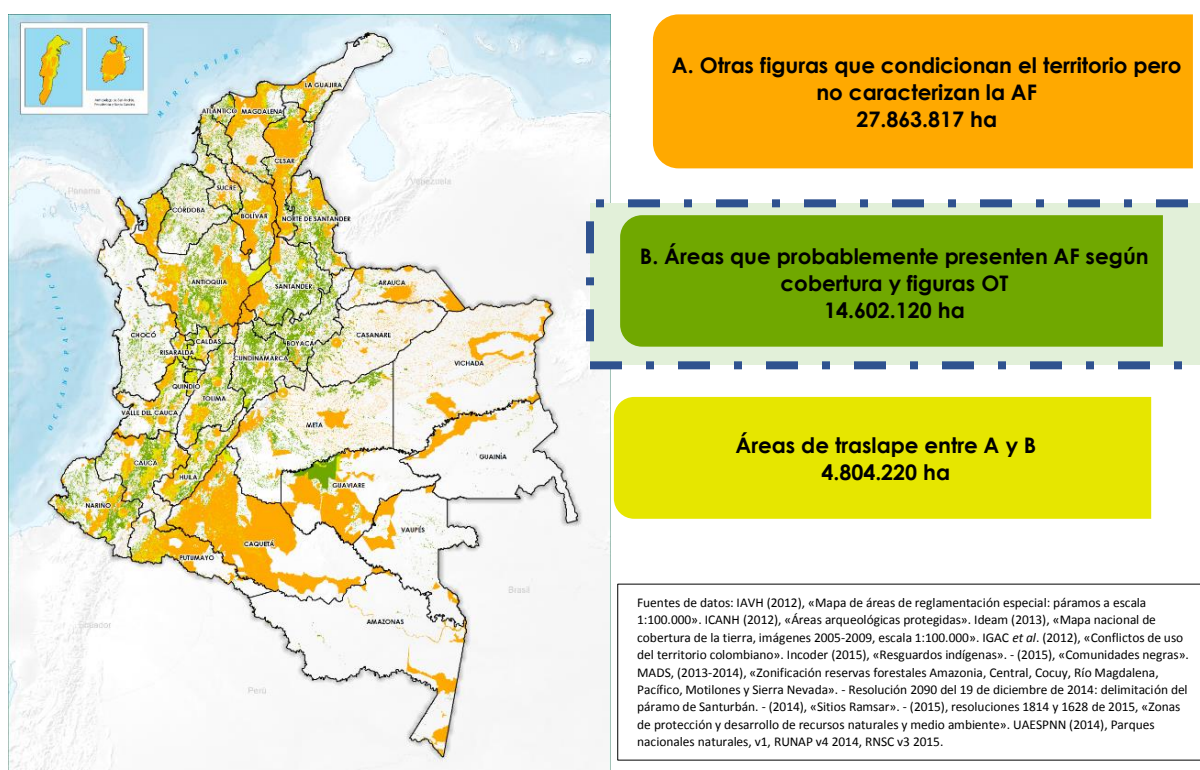 MAR CARIBE
OCÉANO PACÍFICO
Panama
Venezuela
Ecuador
Perú
Brasil
LA GUAJIRA
ATLÁNTICO
MAGDALENA
CESAR
SUCRE
CÓRDOBA
BOLÍVAR
NORTE DE SANTANDER
ANTIOQUIA
SANTANDER
ARAUCA
CHOCÓ
CALDAS
BOYACÁ
CASANARE
RISARALDA
CUNDINAMARCA
VICHADA
QUINDIO
TOLIMA
VALLE DEL CAUCA
META
CAUCA
GUAINÍA
HUILA
GUAVIARE
NARIÑO
VAUPÉS
CAQUETÁ
PUTUMAYO
AMAZONAS
A. Otras figuras que condicionan el territorio pero
no caracterizan la AF
27.863.817 ha
B. Áreas que probablemente presenten AF según
cobertura y figuras OT
14.602.120 ha
Áreas de traslape entre A y B
4.804.220 ha
Fuentes de datos: IAVH (2012), «Mapa de áreas de reglamentación especial: páramos a escala
1:100.000». ICANH (2012), «Áreas arqueológicas protegidas». Ideam (2013), «Mapa nacional de
cobertura de la tierra, imágenes 2005-2009, escala 1:100.000». IGAC et al. (2012), «Conflictos de uso
del territorio colombiano». Incoder (2015), «Resguardos indígenas». - (2015), «Comunidades negras».
MADS, (2013-2014), «Zonificación reservas forestales Amazonia, Central, Cocuy, Río Magdalena,
Pacífico, Motilones y Sierra Nevada». - Resolución 2090 del 19 de diciembre de 2014: delimitación del
páramo de Santurbán. - (2014), «Sitios Ramsar». - (2015), resoluciones 1814 y 1628 de 2015, «Zonas
de protección y desarrollo de recursos naturales y medio ambiente». UAESPNN (2014), Parques
nacionales naturales, v1, RUNAP v4 2014, RNSC v3 2015.